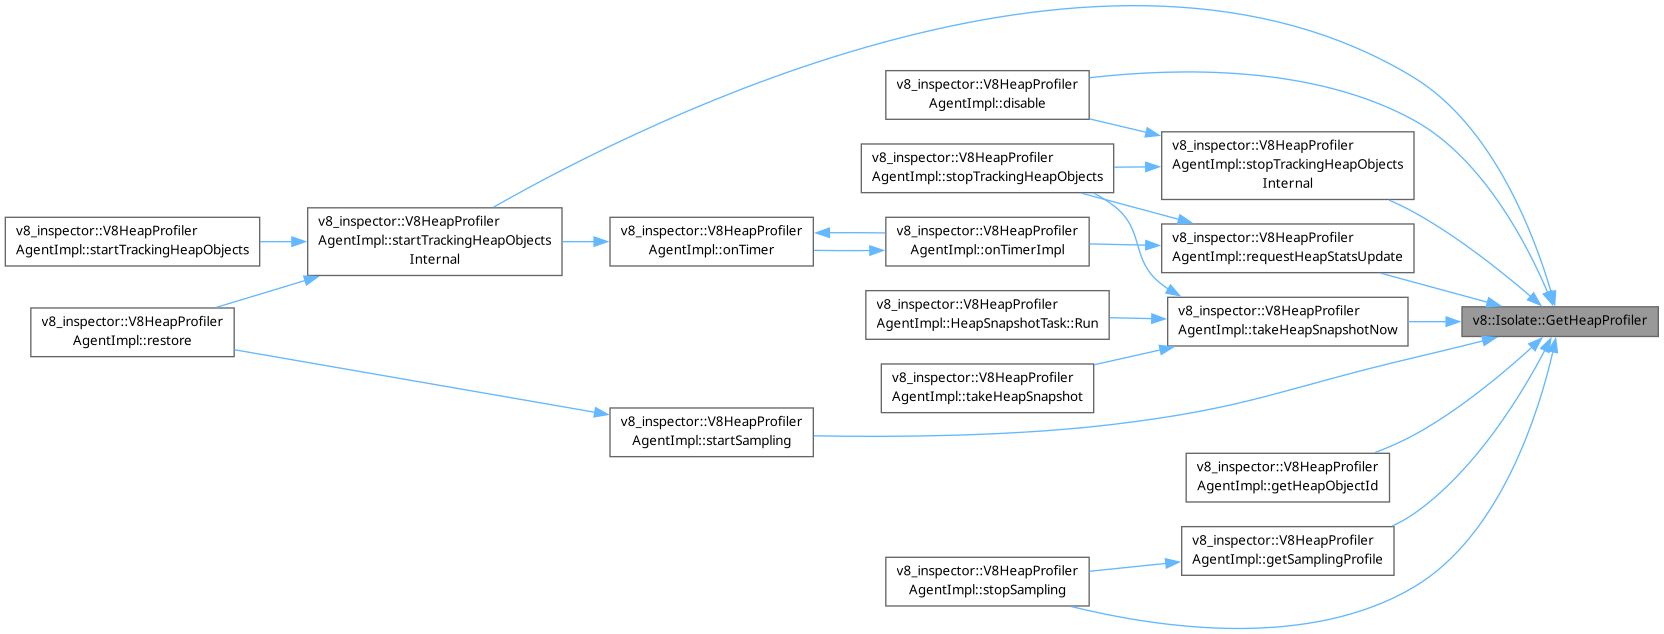 v8_inspector::V8HeapProfiler
AgentImpl::disable
v8_inspector::V8HeapProfiler
AgentImpl::stopTrackingHeapObjects
Internal
v8_inspector::V8HeapProfiler
AgentImpl::stopTrackingHeapObjects
v8_inspector::V8HeapProfiler
AgentImpl::startTrackingHeapObjects
v8_inspector::V8HeapProfiler
AgentImpl::startTrackingHeapObjects
Internal
v8_inspector::V8HeapProfiler
AgentImpl::onTimer
v8_inspector::V8HeapProfiler
AgentImpl::onTimerImpl
v8_inspector::V8HeapProfiler
AgentImpl::requestHeapStatsUpdate
v8_inspector::V8HeapProfiler
AgentImpl::restore
v8_inspector::V8HeapProfiler
AgentImpl::HeapSnapshotTask::Run
v8_inspector::V8HeapProfiler
AgentImpl::takeHeapSnapshotNow
v8::Isolate::GetHeapProfiler
v8_inspector::V8HeapProfiler
AgentImpl::takeHeapSnapshot
v8_inspector::V8HeapProfiler
AgentImpl::startSampling
v8_inspector::V8HeapProfiler
AgentImpl::getHeapObjectId
v8_inspector::V8HeapProfiler
AgentImpl::getSamplingProfile
v8_inspector::V8HeapProfiler
AgentImpl::stopSampling